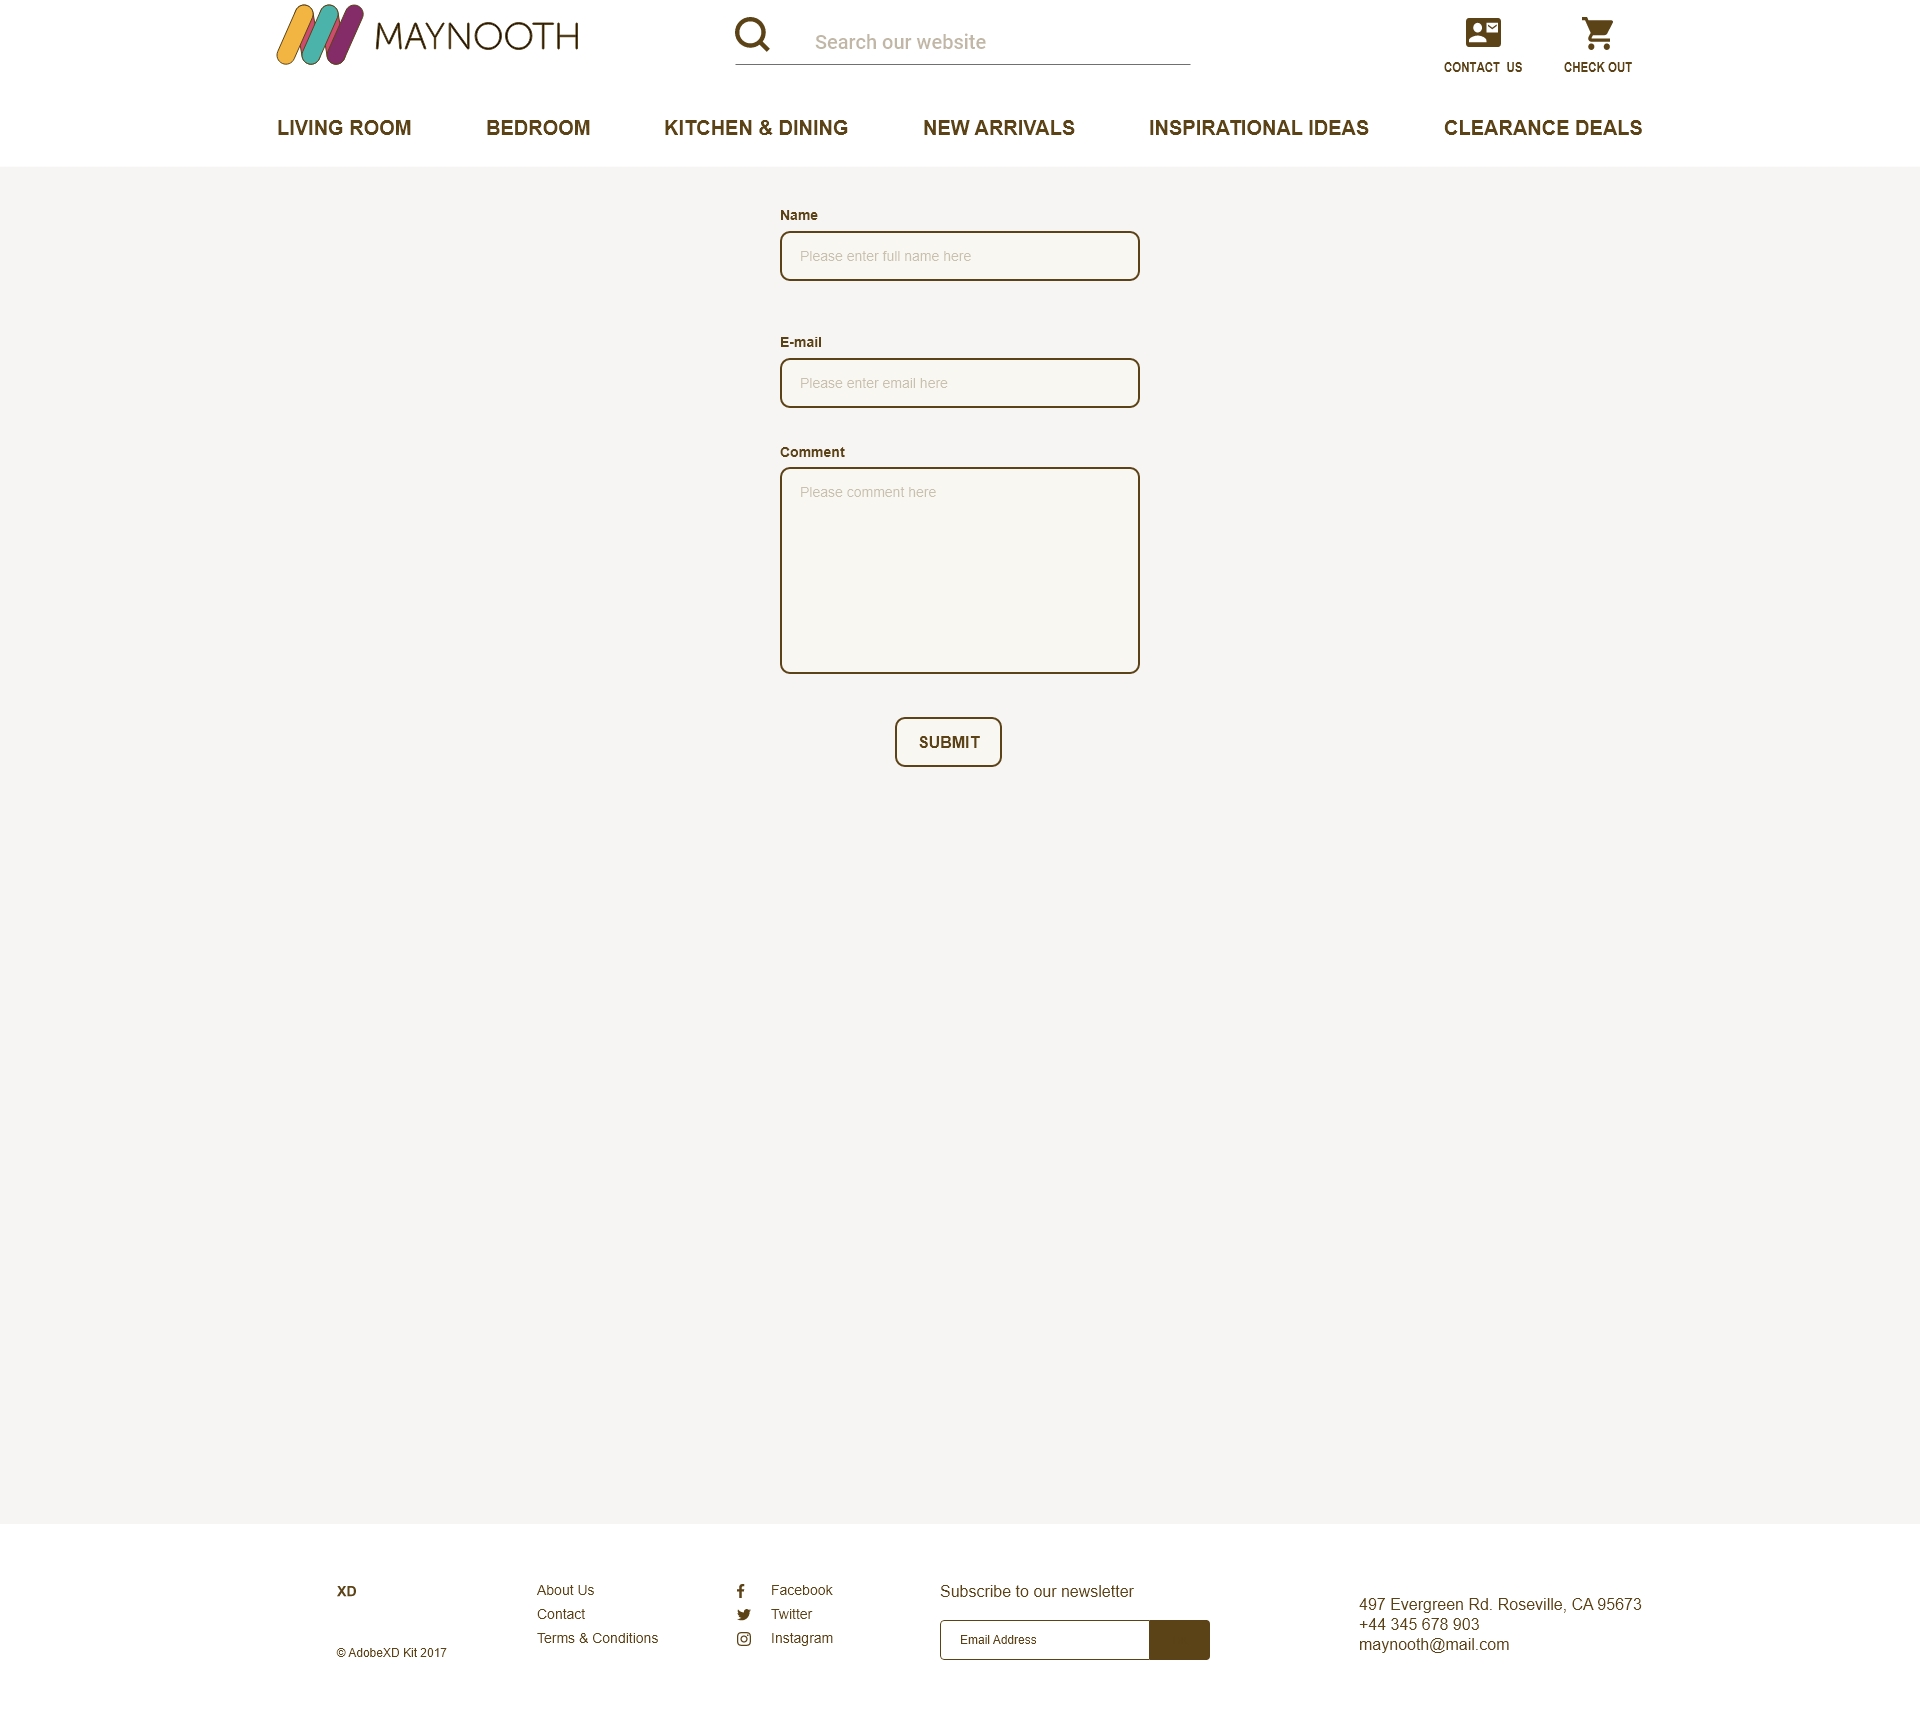 MAYNOOTH
Search our website
CONTACT US
CHECK OUT
LIVING ROOM
BEDROOM
KITCHEN & DINING
NEW ARRIVALS
INSPIRATIONAL IDEAS
CLEARANCE DEALS
Name
Please enter full name here
E-mail
Please enter email here
Comment
Please comment here
SUBMIT
XD
© AdobeXD Kit 2017
About Us
Contact
Terms & Conditions
Facebook
Twitter
Instagram
Subscribe to our newsletter
Email Address
497 Evergreen Rd. Roseville, CA 95673
+44 345 678 903
maynooth@mail.com